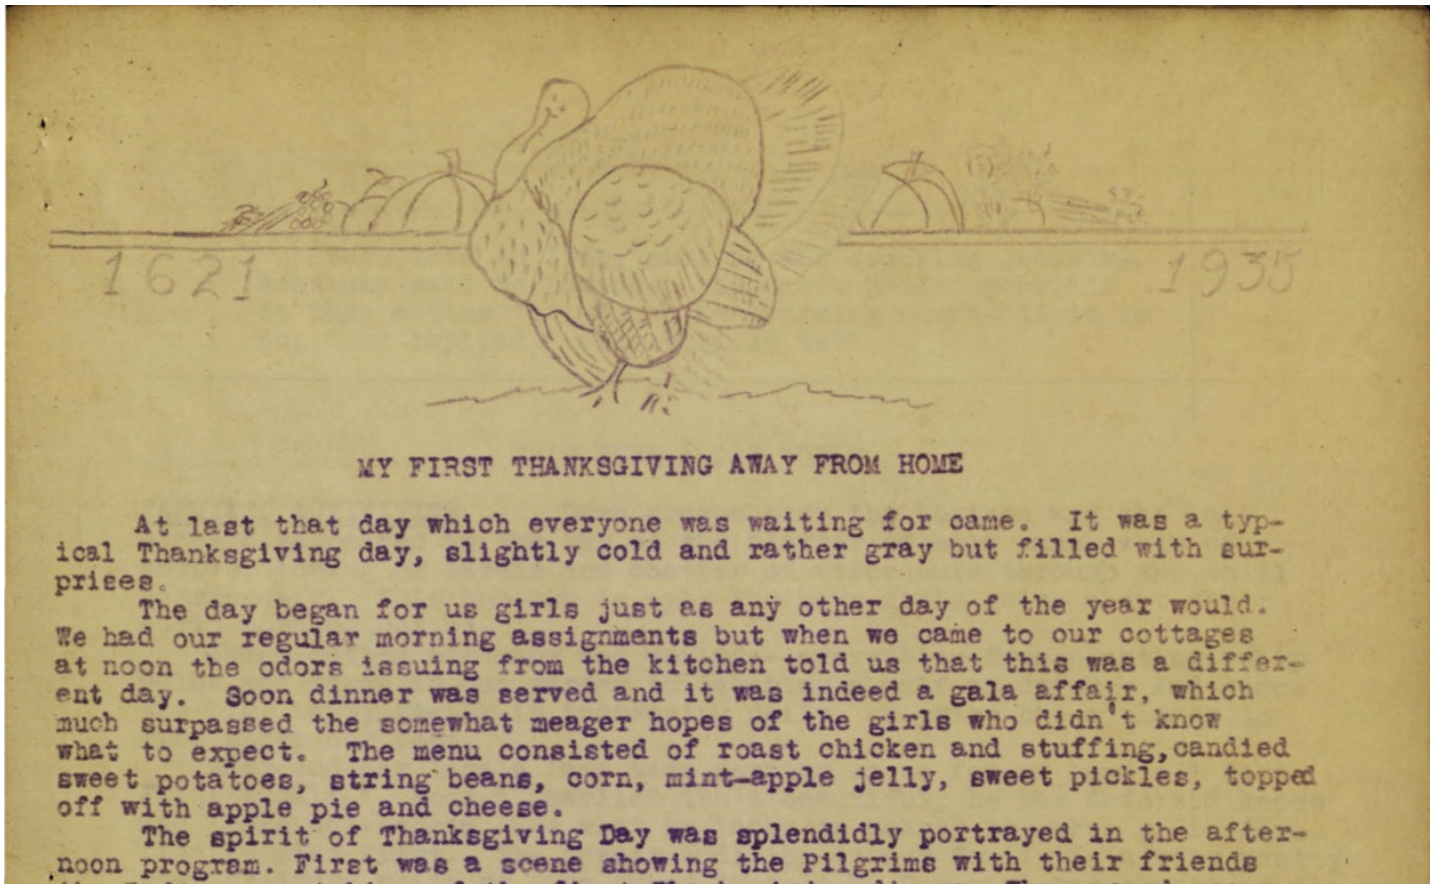 1621
1935
MY FIRST THANKSGIVING AWAY FROM HOME
At last that day which everyone was waiting for came. It was a typ-
ical Thanksgiving day, slightly cold and rather gray but filled with sur-
prises.
The day began for us girls just as any other day of the year would.
We had our regular morning assignments but when we came to our cottages
at noon the odors issuing from the kitchen told us that this was a differ-
ent day. Soon dinner was served and it was indeed a gala affair, which
much surpassed the somewhat meager hopes of the girls who didn't know
what to expect. The menu consisted of roast chicken and stuffing,candied
sweet potatoes, string beans, corn, mint-apple jelly, sweet pickles, topped
off with apple pie and cheese.
The spirit of Thanksgiving Day was splendidly portrayed in the after-
noon program. First was a scene showing the Pilgrims with their friends